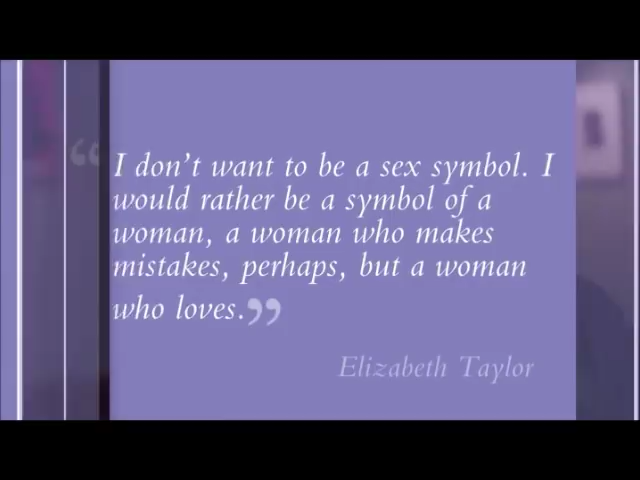 “I don't want to be a sex symbol. I
would rather be a symbol of a
woman, a woman who makes
mistakes, perhaps, but a woman
who loves.”
Elizabeth Taylor